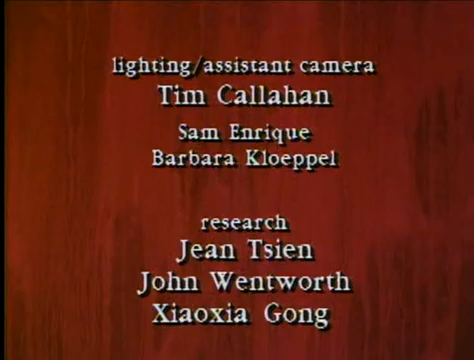 lighting/assistant camera
Tim Callahan
Sam Enrique
Barbara Kloeppel
research
Jean Tsien
John Wentworth
Xiaoxia Gong